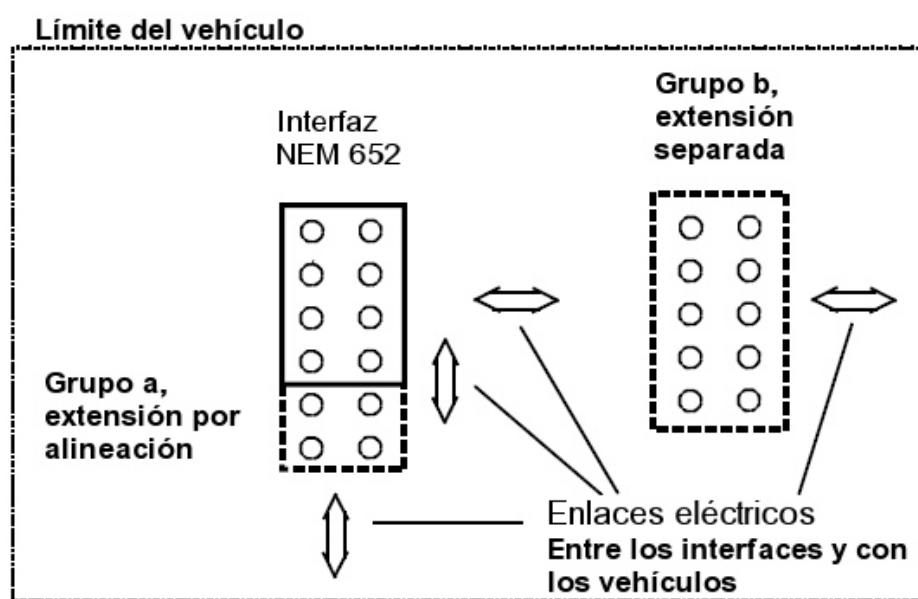 Límite del vehículo
Interfaz
NEM 652
Grupo b,
extensión
separada
Grupo a,
extensión por
alineación
Enlaces eléctricos
Entre los interfaces y con
los vehículos